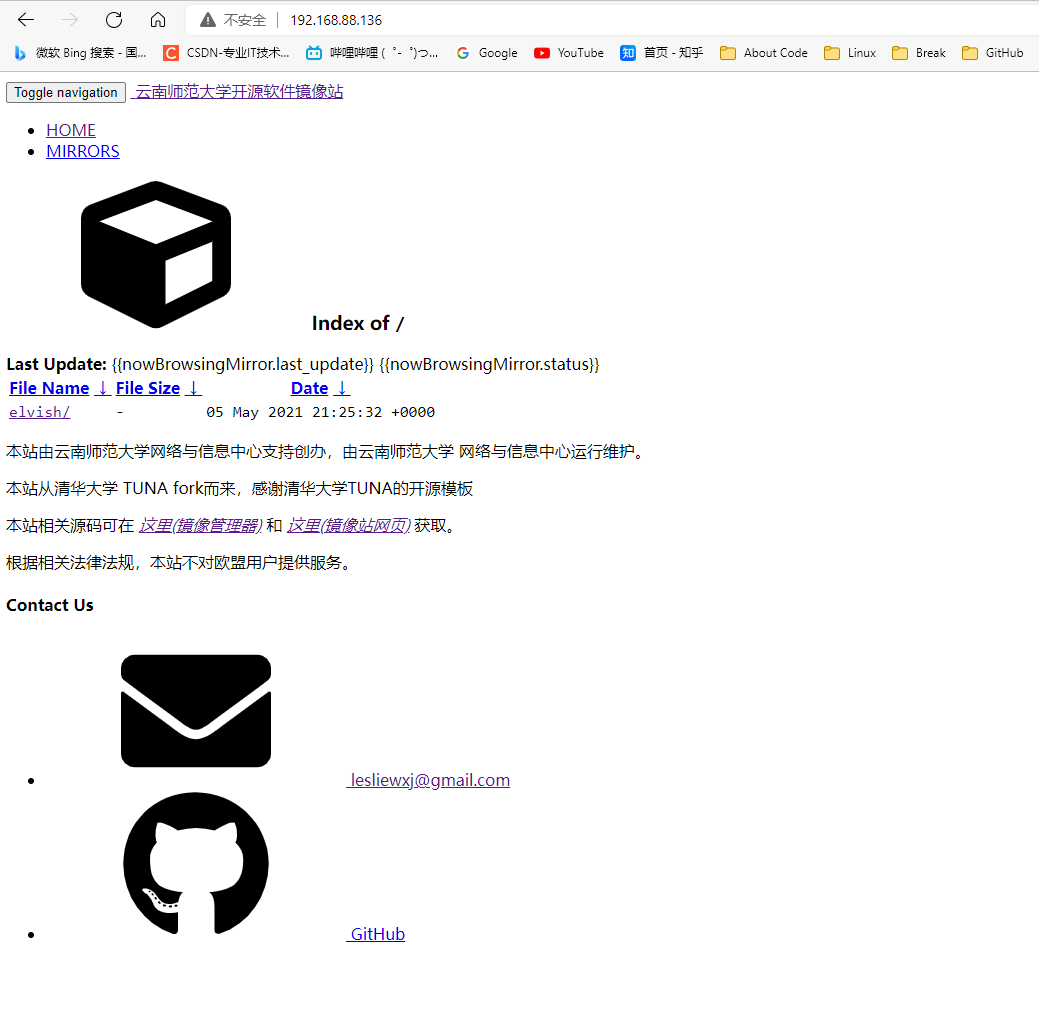 不安全 192.168.88.136
微软 Bing 搜索 - 国... CSDN-专业IT技术... 哔哩哔哩 ( ゜- ゜)つ... Google YouTube 知 首页 - 知乎 About Code Linux Break GitHub
Toggle navigation 云南师范大学开源软件镜像站
HOME
MIRRORS
Index of /
Last Update: {{nowBrowsingMirror.last_update}} {{nowBrowsingMirror.status}}
File Name ↓ File Size ↓ Date ↓
elvish/ - 05 May 2021 21:25:32 +0000
本站由云南师范大学网络与信息中心支持创办，由云南师范大学 网络与信息中心运行维护。
本站从清华大学 TUNA fork而来，感谢清华大学TUNA的开源模板
本站相关源码可在 这里(镜像管理器) 和 这里(镜像站网页) 获取。
根据相关法律法规，本站不对欧盟用户提供服务。
Contact Us
lesliewxj@gmail.com
GitHub